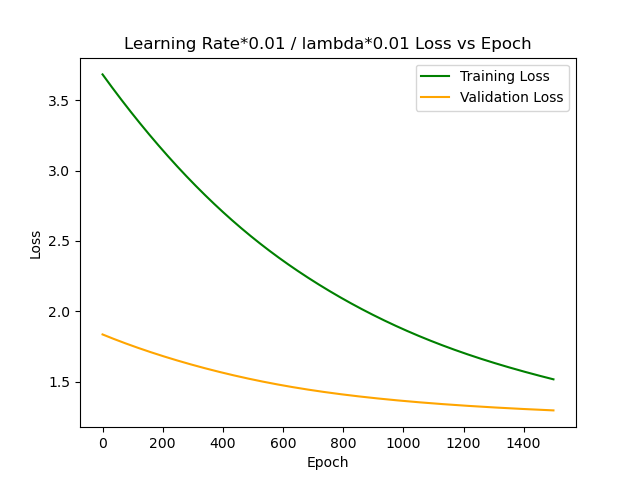 Learning Rate*0.01 / lambda*0.01 Loss vs Epoch
Training Loss
Validation Loss
3.5
3.0
2.5
2.0
1.5
Loss
0 200 400 600 800 1000 1200 1400
Epoch